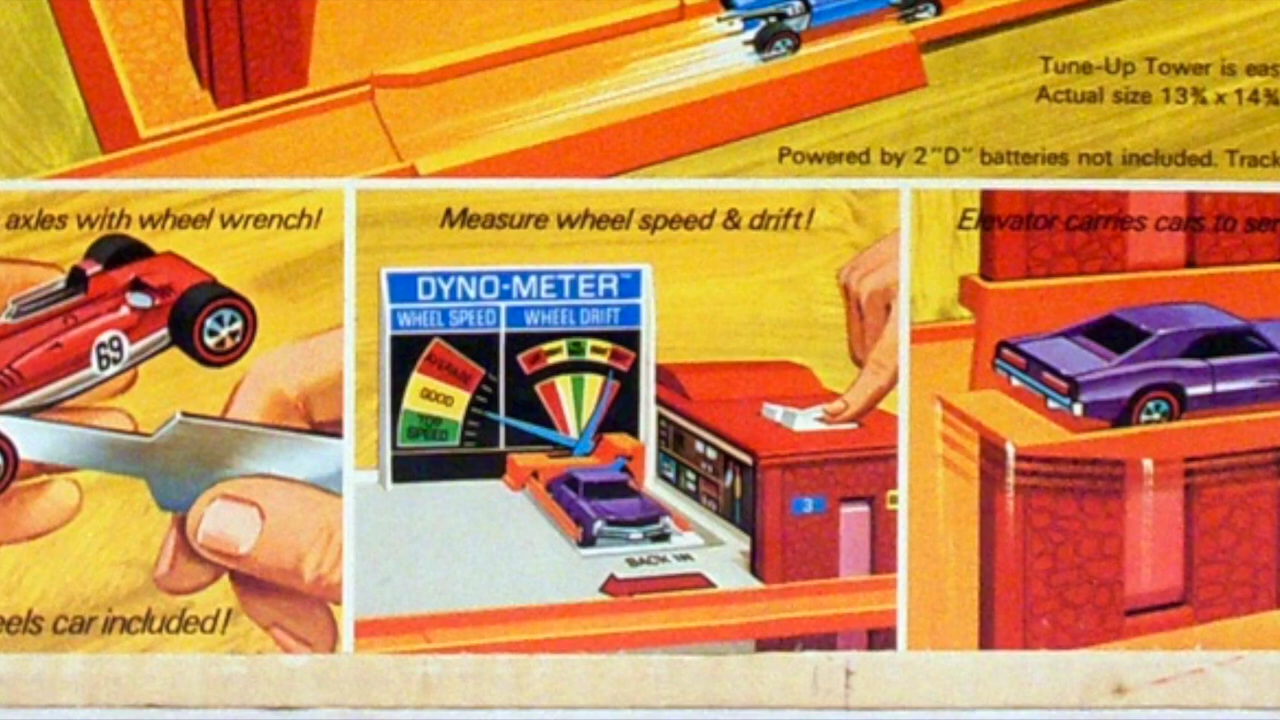 Tune-Up Tower is eas
Actual size 13¾ x 14¾
Powered by 2 "D" batteries not included. Track
axles with wheel wrench!
Measure wheel speed & drift!
Elevator carries cars to ser
DYNO-METER™
WHEEL SPEED
WHEEL DRIFT
AVERAGE
GOOD
TOP
SPEED
69
3
BACK IN
eels car included!